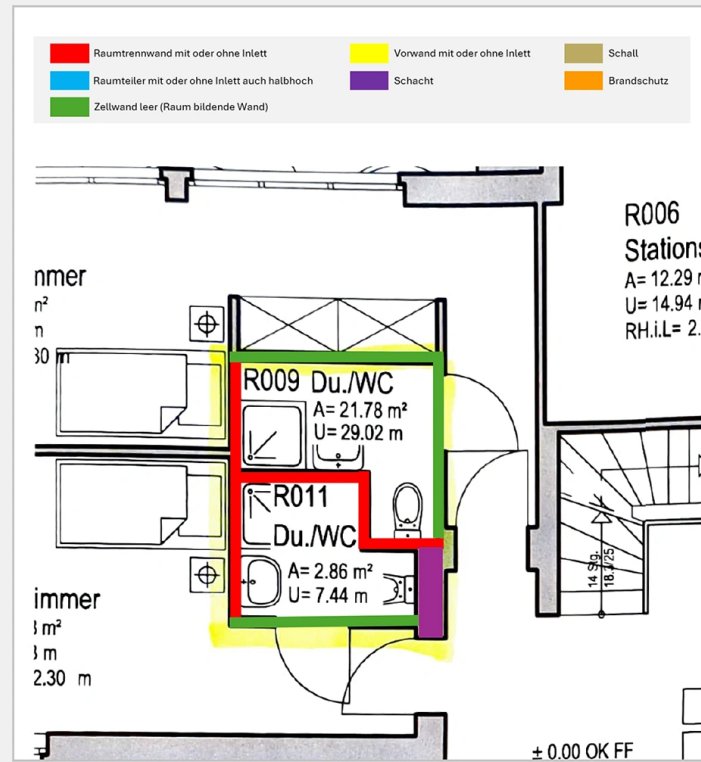 Raumtrennwand mit oder ohne Inlett
Vorwand mit oder ohne Inlett
Schall
Raumteiler mit oder ohne Inlett auch halbhoch
Schacht
Brandschutz
Zellwand leer (Raum bildende Wand)
R006
Stations
A= 12.29
U= 14.94
RH.i.L= 2.
mmer
n²
n
30 m
R009 Du./WC
A= 21.78 m²
U= 29.02 m
R011
Du./WC
A= 2.86 m²
U= 7.44 m
14 Stg.
immer
m²
m
2.30 m
± 0.00 OK FF